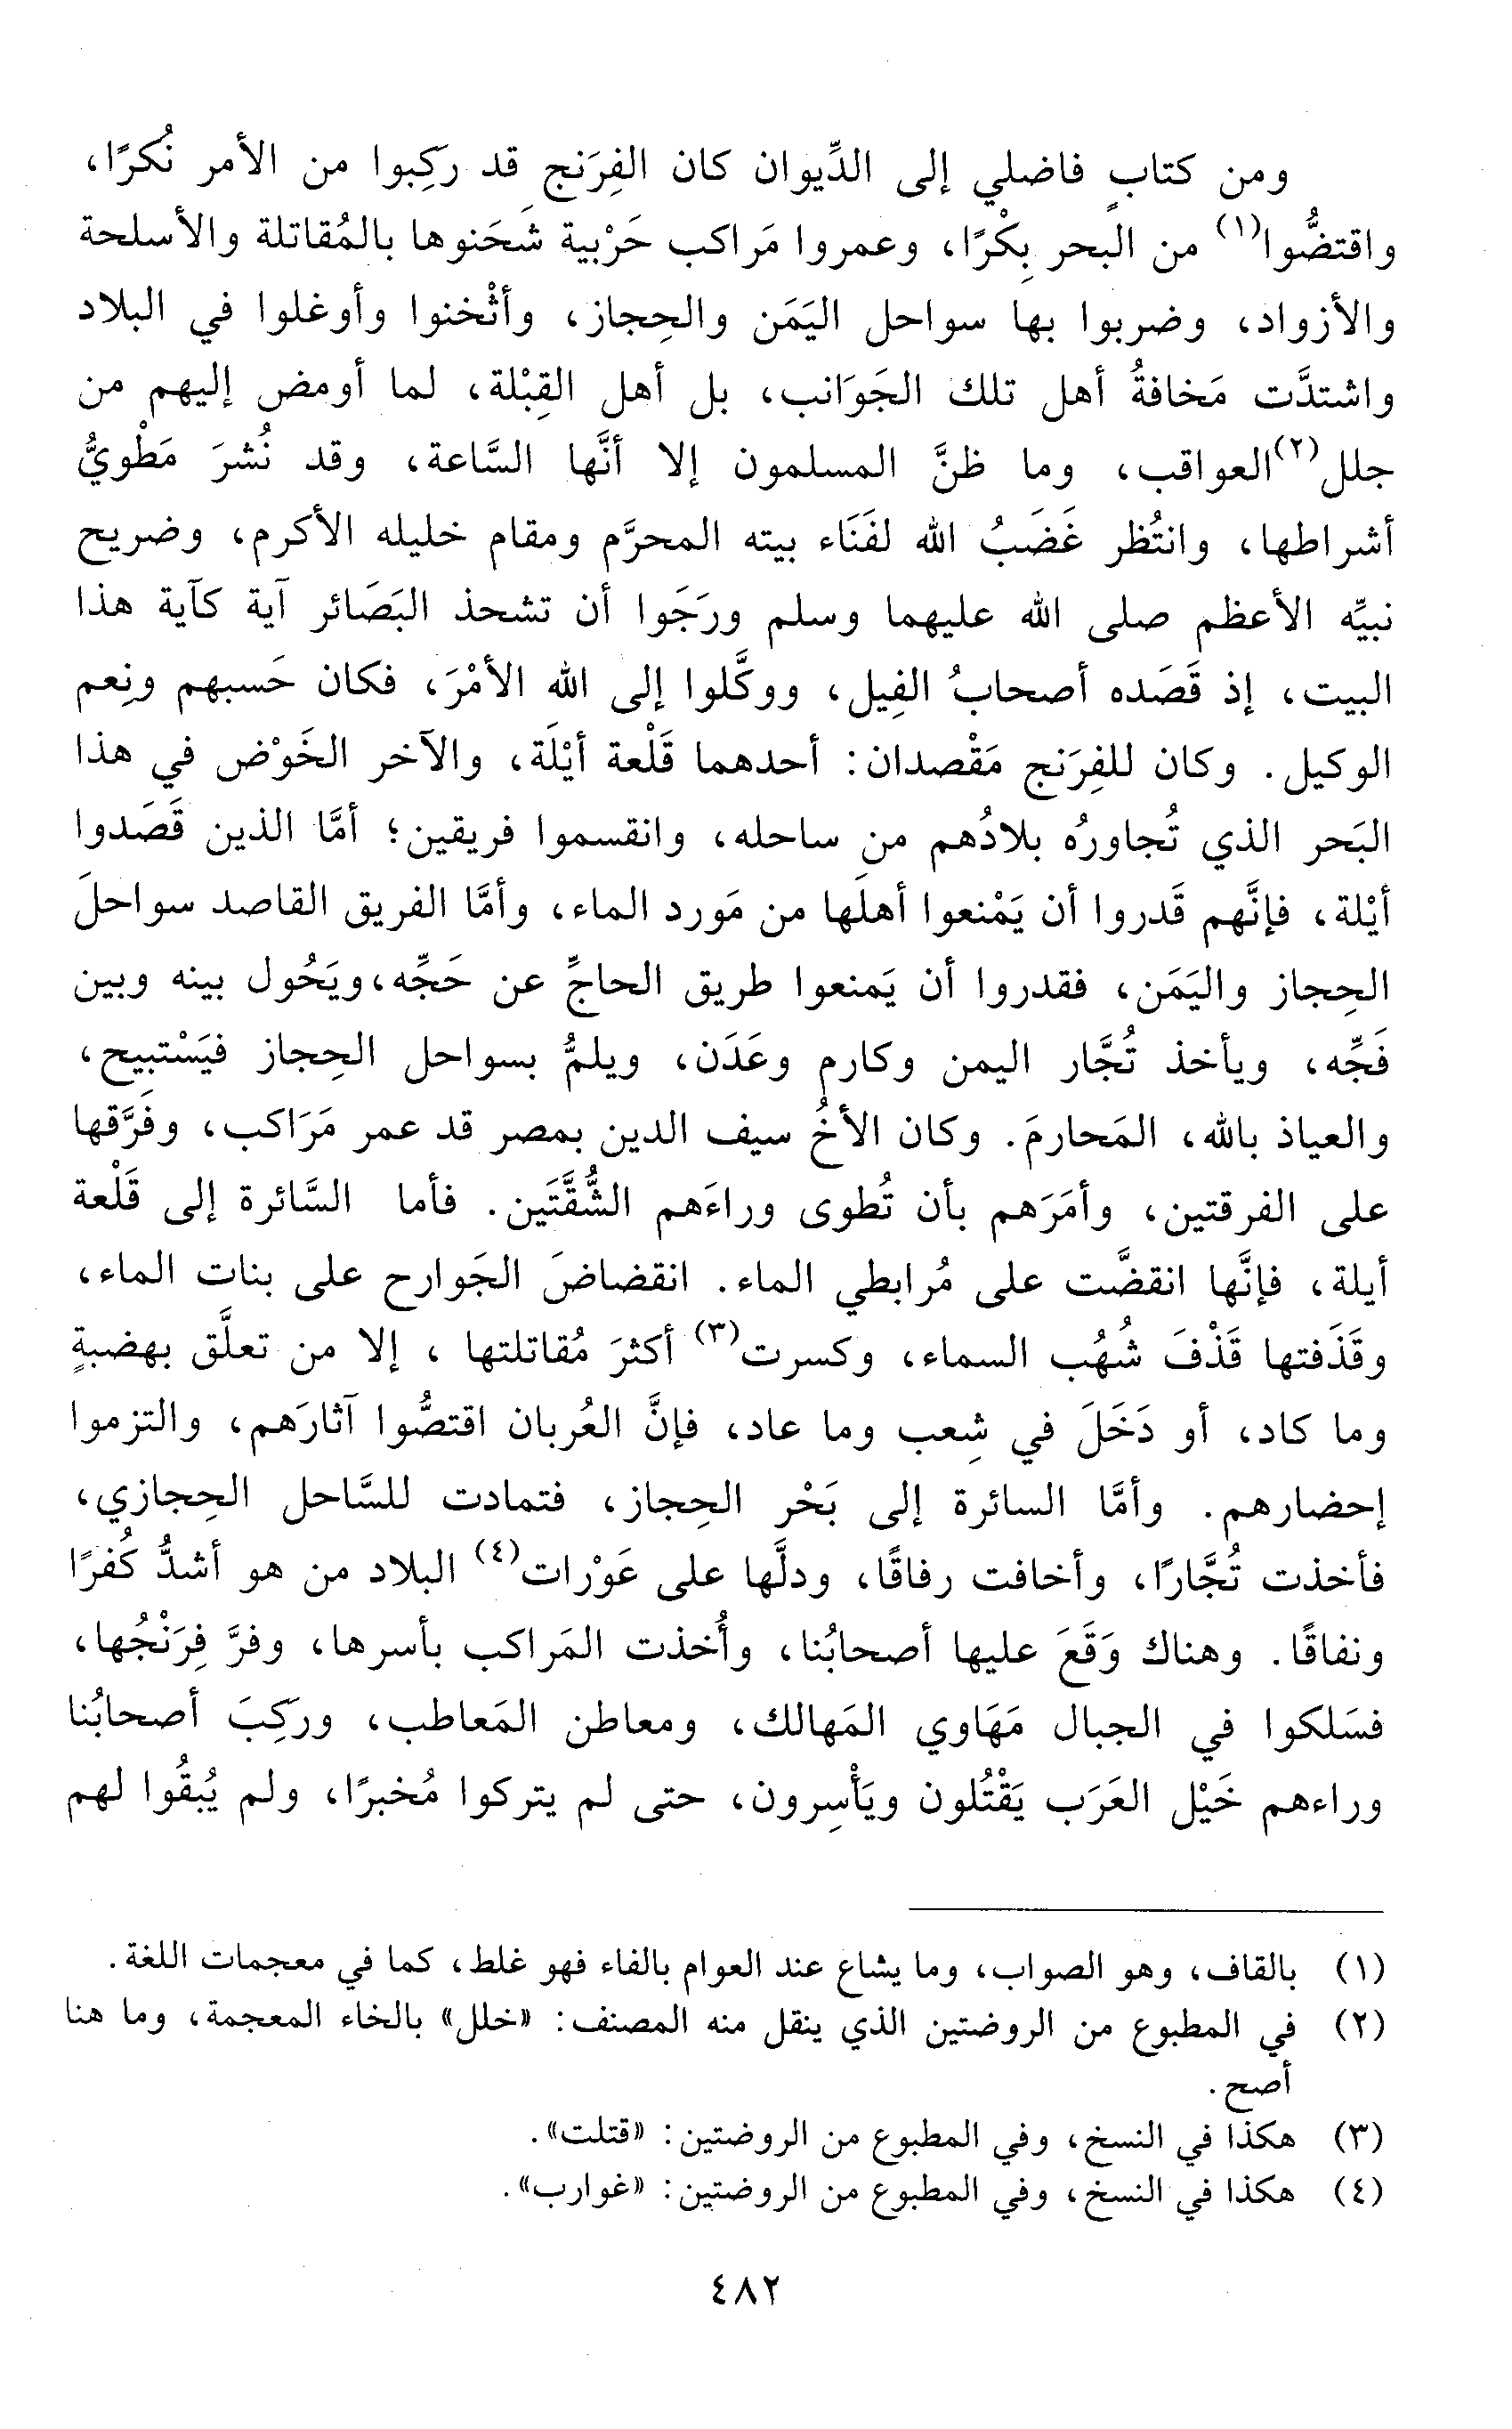 ومن كتابٍ فاضلي إلى الدِّيوان كان الفِرَنج قد ركِبوا من الأمر نُكرًا،
واقتضُّوا(١) من البحر بِكْرًا، وعمروا مَراكب حَرْبية شَحَنوها بالمُقاتلة والأسلحة
والأزواد، وضربوا بها سواحل اليَمَن والحِجاز، وأثْخنوا وأوغلوا في البلاد
واشتدَّت مَخافةُ أهل تلك الجَوَانب، بل أهل القِبْلة، لما أومض إليهم من
جلل(٢) العواقب، وما ظنَّ المسلمون إلا أنَّها السَّاعة، وقد نُشرَ مَطْويُّ
أشراطها، وانتُظر غَضَبُ الله لفَنَاء بيته المحرَّم ومقام خليله الأكرم، وضريح
نبيِّه الأعظم صلى الله عليهما وسلم ورَجَوا أن تشحذ البَصَائر آية كآية هذا
البيت، إذ قَصَده أصحابُ الفِيل، ووكَّلوا إلى الله الأمْرَ، فكان حَسبهم ونِعم
الوكيل. وكان للفِرَنج مَقْصدان: أحدهما قَلْعة أيْلَة، والآخر الخَوْض في هذا
البَحر الذي تُجاورُه بلادُهم من ساحله، وانقسموا فريقين؛ أمَّا الذين قَصَدوا
أيْلة، فإنَّهم قَدروا أن يَمْنعوا أهلَها من مَورد الماء، وأمَّا الفريق القاصد سواحلَ
الحِجاز واليَمَن، فقدروا أن يَمنعوا طريق الحاجِّ عن حَجِّه، ويَحُول بينه وبين
فَجِّه، ويأخذ تُجَّار اليمن وكارم وعَدَن، ويلمُّ بسواحل الحِجاز فيَسْتبِيح،
والعياذ بالله، المَحارمَ. وكان الأخُ سيف الدين بمصر قد عمر مَرَاكب، وفَرَّقها
على الفرقتين، وأمَرَهم بأن تُطوى وراءَهم الشُّقَّتَين. فأما السَّائرة إلى قَلْعة
أيلة، فإنَّها انقضَّت على مُرابطي الماء. انقضاضَ الجَوارح على بنات الماء،
وقَذَفتها قَذْفَ شُهُب السماء، وكسرت(٣) أكثرَ مُقاتلتها ، إلا من تعلَّق بهضبةٍ
وما كاد، أو دَخَلَ في شِعب وما عاد، فإنَّ العُربان اقتصُّوا آثارَهم، والتزموا
إحضارهم. وأمَّا السائرة إلى بَحْر الحِجاز، فتمادت للسَّاحل الحِجازي،
فأخذت تُجَّارًا، وأخافت رفاقًا، ودلَّها على عَوْرات(٤) البلاد من هو أشدُّ كُفرًا
ونفاقًا. وهناك وَقَعَ عليها أصحابُنا، وأُخذت المَراكب بأسرها، وفرَّ فِرَنْجُها،
فسَلكوا في الجبال مَهَاوي المَهالك، ومعاطن المَعاطب، وركِبَ أصحابُنا
وراءهم خَيْل العَرَب يَقْتُلون ويَأْسِرون، حتى لم يتركوا مُخبرًا، ولم يُبقُوا لهم
(١) بالقاف، وهو الصواب، وما يشاع عند العوام بالفاء فهو غلط، كما في معجمات اللغة.
(٢) في المطبوع من الروضتين الذي ينقل منه المصنف: «خلل» بالخاء المعجمة، وما هنا
أصح.
(٣) هكذا في النسخ، وفي المطبوع من الروضتين: «قتلت».
(٤) هكذا في النسخ، وفي المطبوع من الروضتين: «غوارب».
٤٨٢